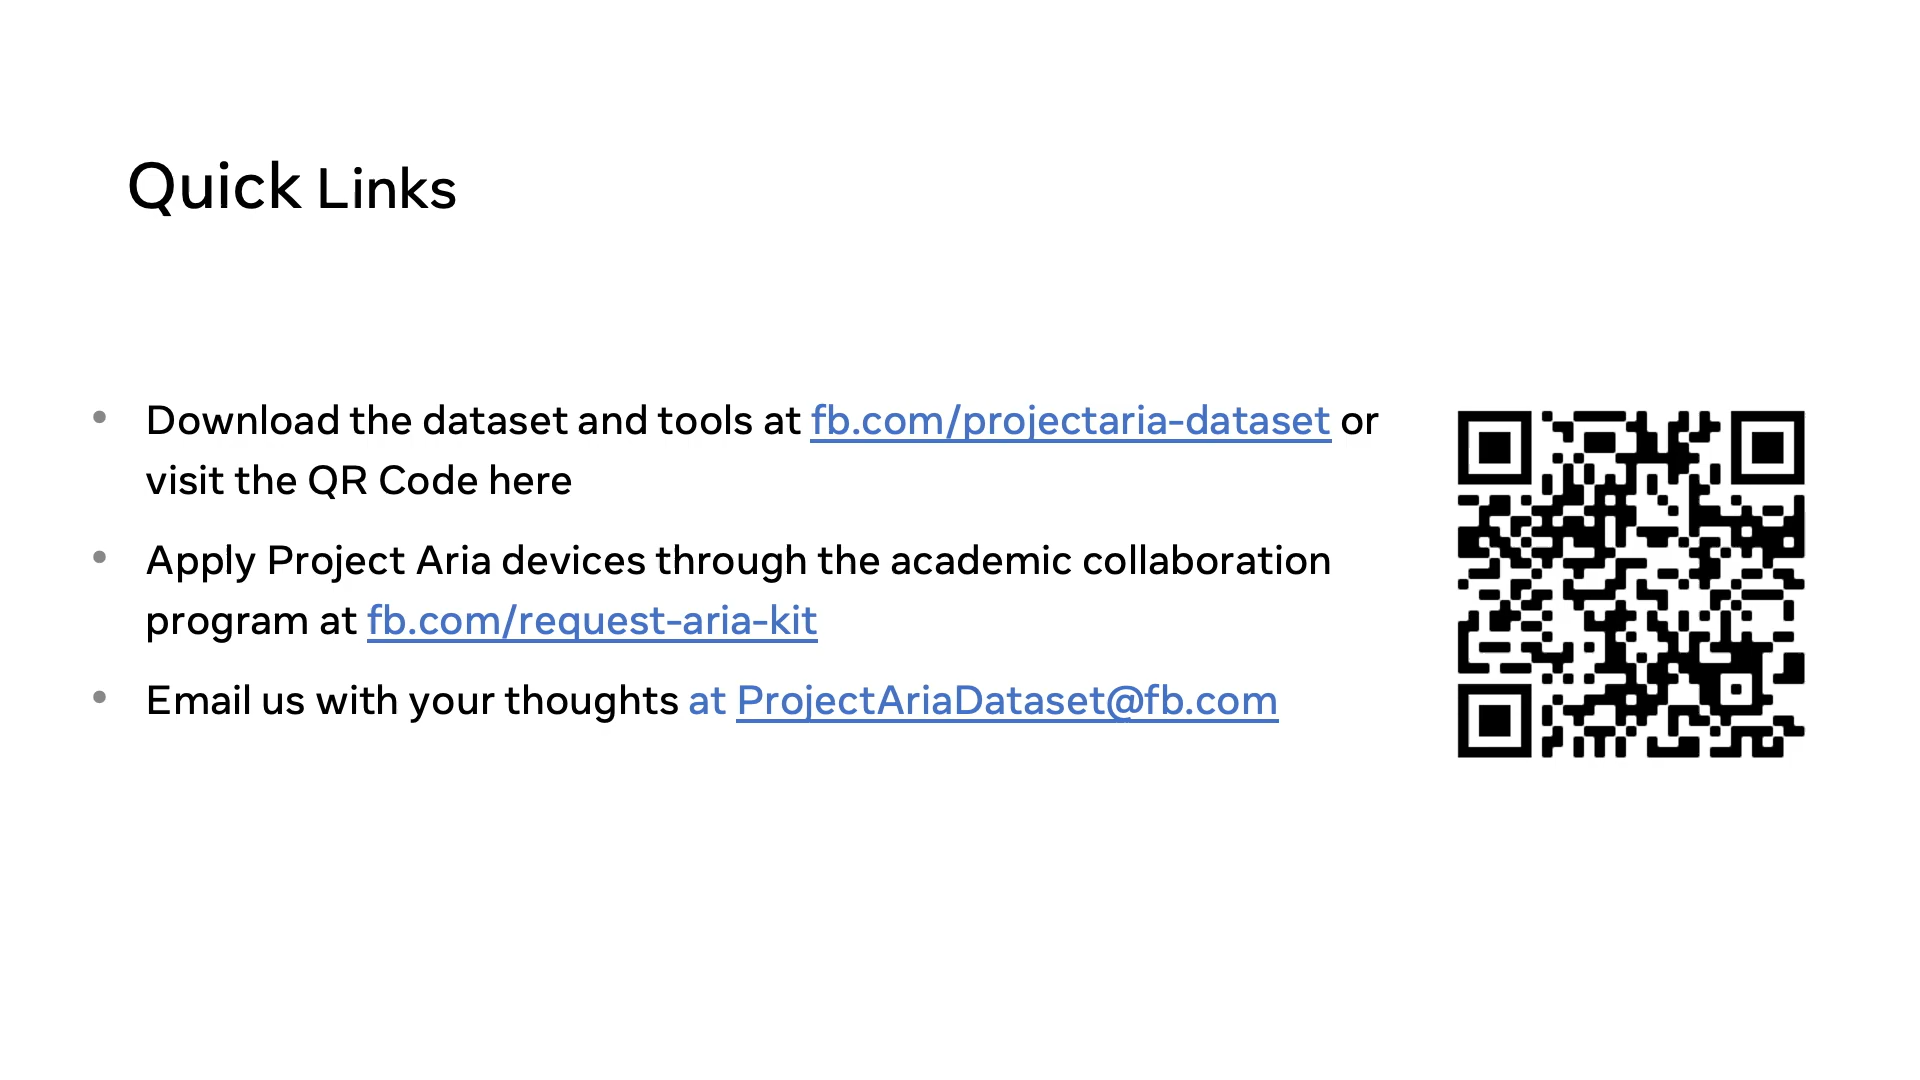 Quick Links
• Download the dataset and tools at fb.com/projectaria-dataset or
visit the QR Code here
• Apply Project Aria devices through the academic collaboration
program at fb.com/request-aria-kit
• Email us with your thoughts at ProjectAriaDataset@fb.com